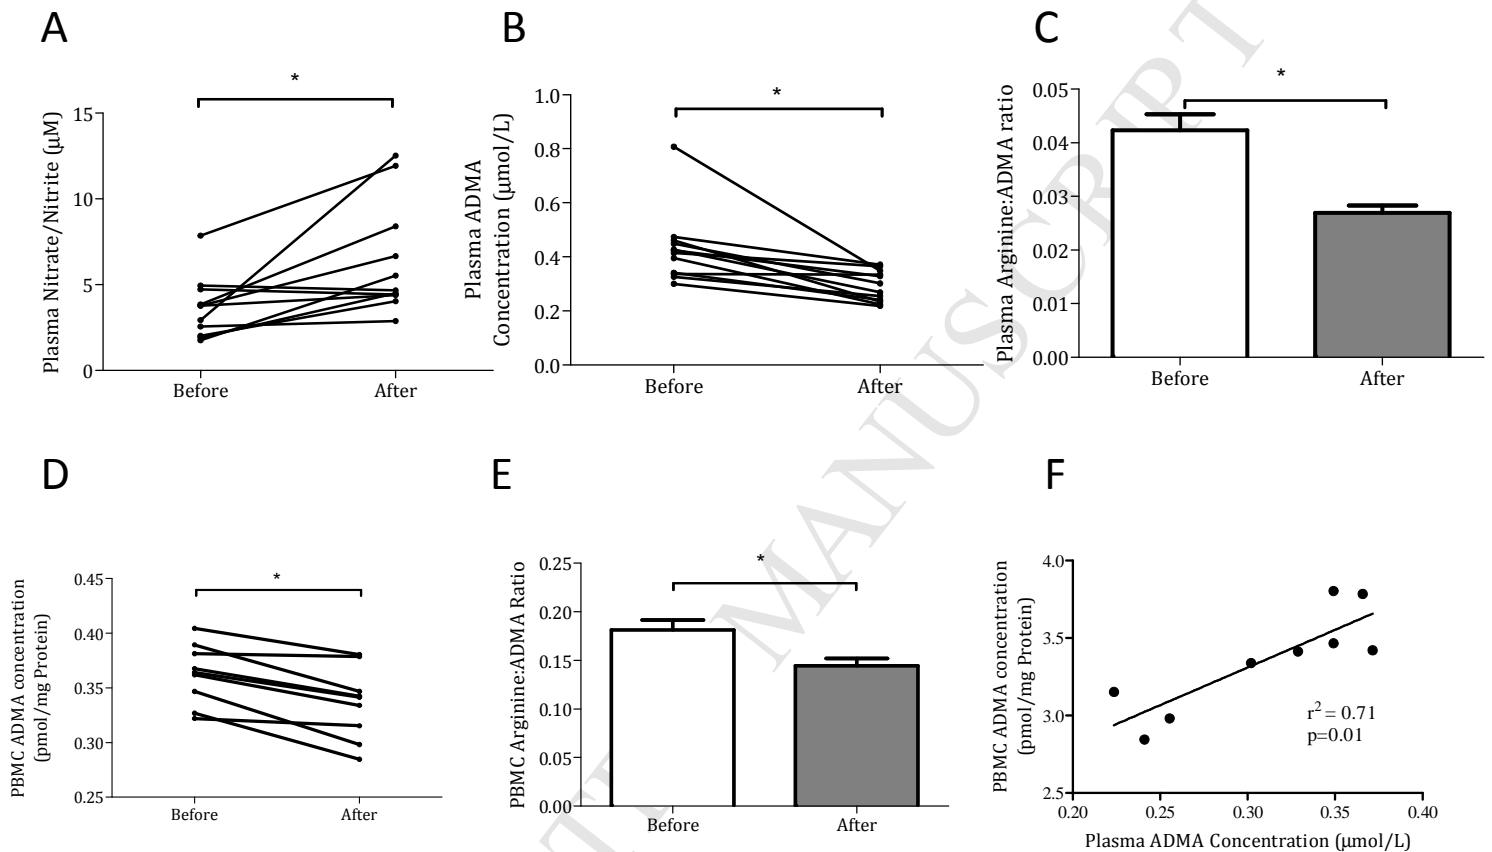 A
*
Plasma Nitrate/Nitrite (μM)
15
10
5
0
Before
After
B
*
Plasma ADMA
Concentration (μmol/L)
1.0
0.8
0.6
0.4
0.2
0.0
Before
After
C
*
Plasma Arginine:ADMA ratio
0.05
0.04
0.03
0.02
0.01
0.00
Before
After
D
*
PBMC ADMA concentration
(pmol/mg Protein)
0.45
0.40
0.35
0.30
0.25
Before
After
E
*
PBMC Arginine:ADMA Ratio
0.25
0.20
0.15
0.10
0.05
0.00
Before
After
F
PBMC ADMA concentration
(pmol/mg Protein)
4.0
3.5
3.0
2.5
r² = 0.71
p=0.01
0.20
0.25
0.30
0.35
0.40
Plasma ADMA Concentration (μmol/L)
MANUSCRIPT